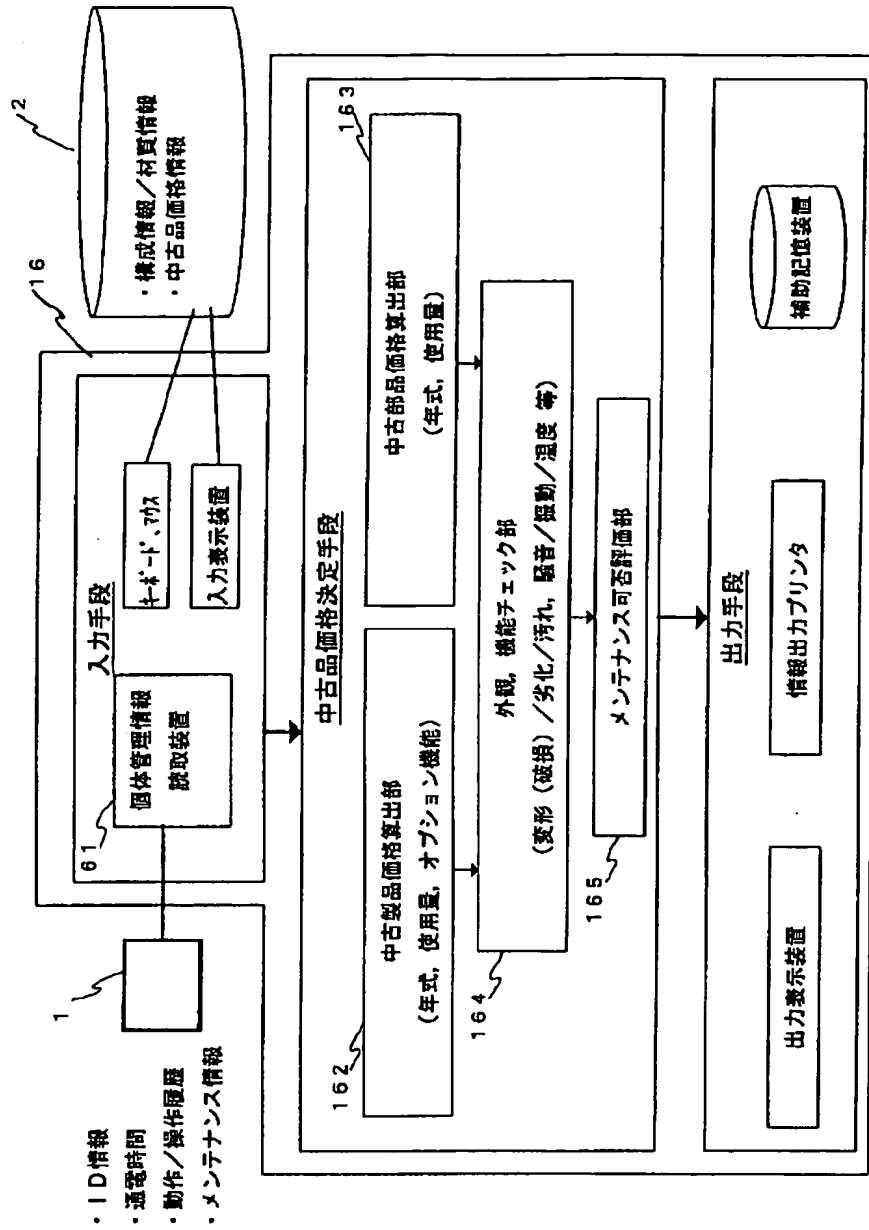 ・ID情報
・通電時間
・動作／操作履歴
・メンテナンス情報
1
2
・構成情報／材質情報
・中古品価格情報
16
入力手段
61
個体管理情報
読取装置
キーボード、マウス
入力表示装置
中古品価格決定手段
162
中古製品価格算出部
(年式，使用量，オプション機能)
163
中古部品価格算出部
(年式，使用量)
164
外観，機能チェック部
(変形（破損）／劣化／汚れ，騒音／振動／温度 等)
165
メンテナンス可否評価部
出力手段
出力表示装置
情報出力プリンタ
補助記憶装置